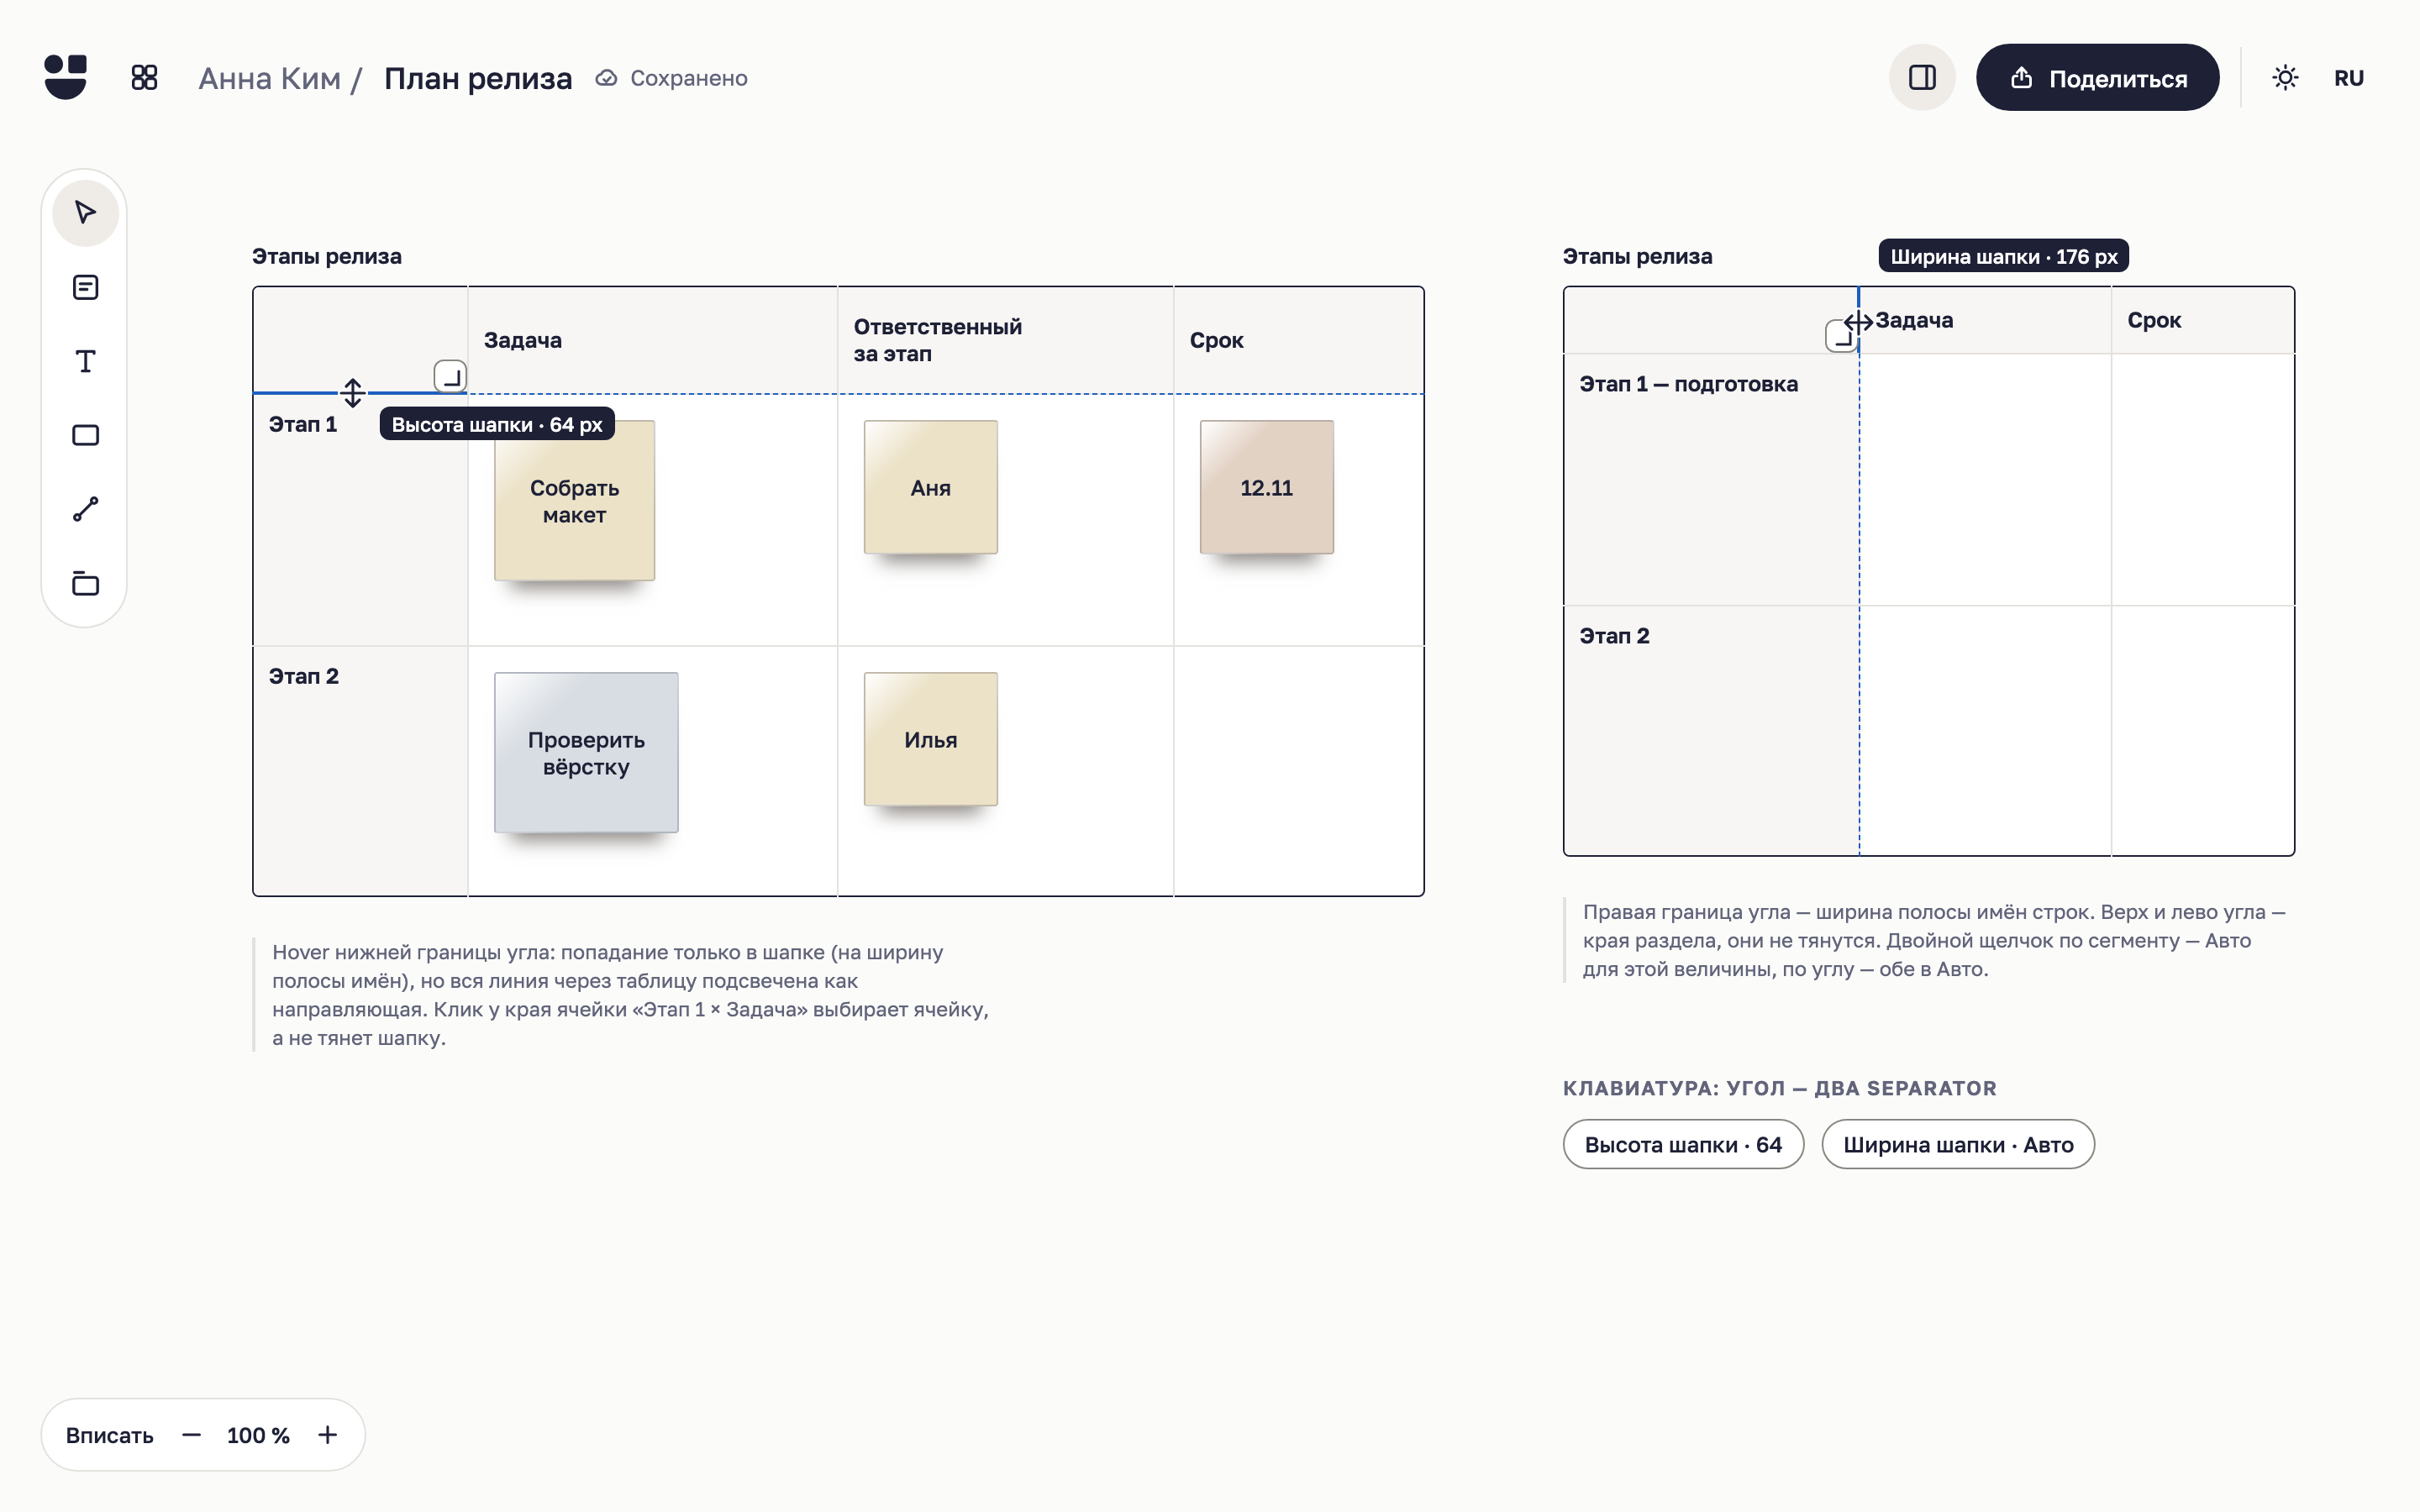 Анна Ким / План релиза Сохранено
Поделиться
RU
Этапы релиза
Задача
Ответственный
за этап
Срок
Этап 1
Высота шапки · 64 px
Собрать
макет
Аня
12.11
Этап 2
Проверить
вёрстку
Илья
Hover нижней границы угла: попадание только в шапке (на ширину
полосы имён), но вся линия через таблицу подсвечена как
направляющая. Клик у края ячейки «Этап 1 × Задача» выбирает ячейку,
а не тянет шапку.
Этапы релиза
Ширина шапки · 176 px
Задача
Срок
Этап 1 — подготовка
Этап 2
Правая граница угла — ширина полосы имён строк. Верх и лево угла —
края раздела, они не тянутся. Двойной щелчок по сегменту — Авто
для этой величины, по углу — обе в Авто.
КЛАВИАТУРА: УГОЛ — ДВА SEPARATOR
Высота шапки · 64
Ширина шапки · Авто
Вписать — 100 % +